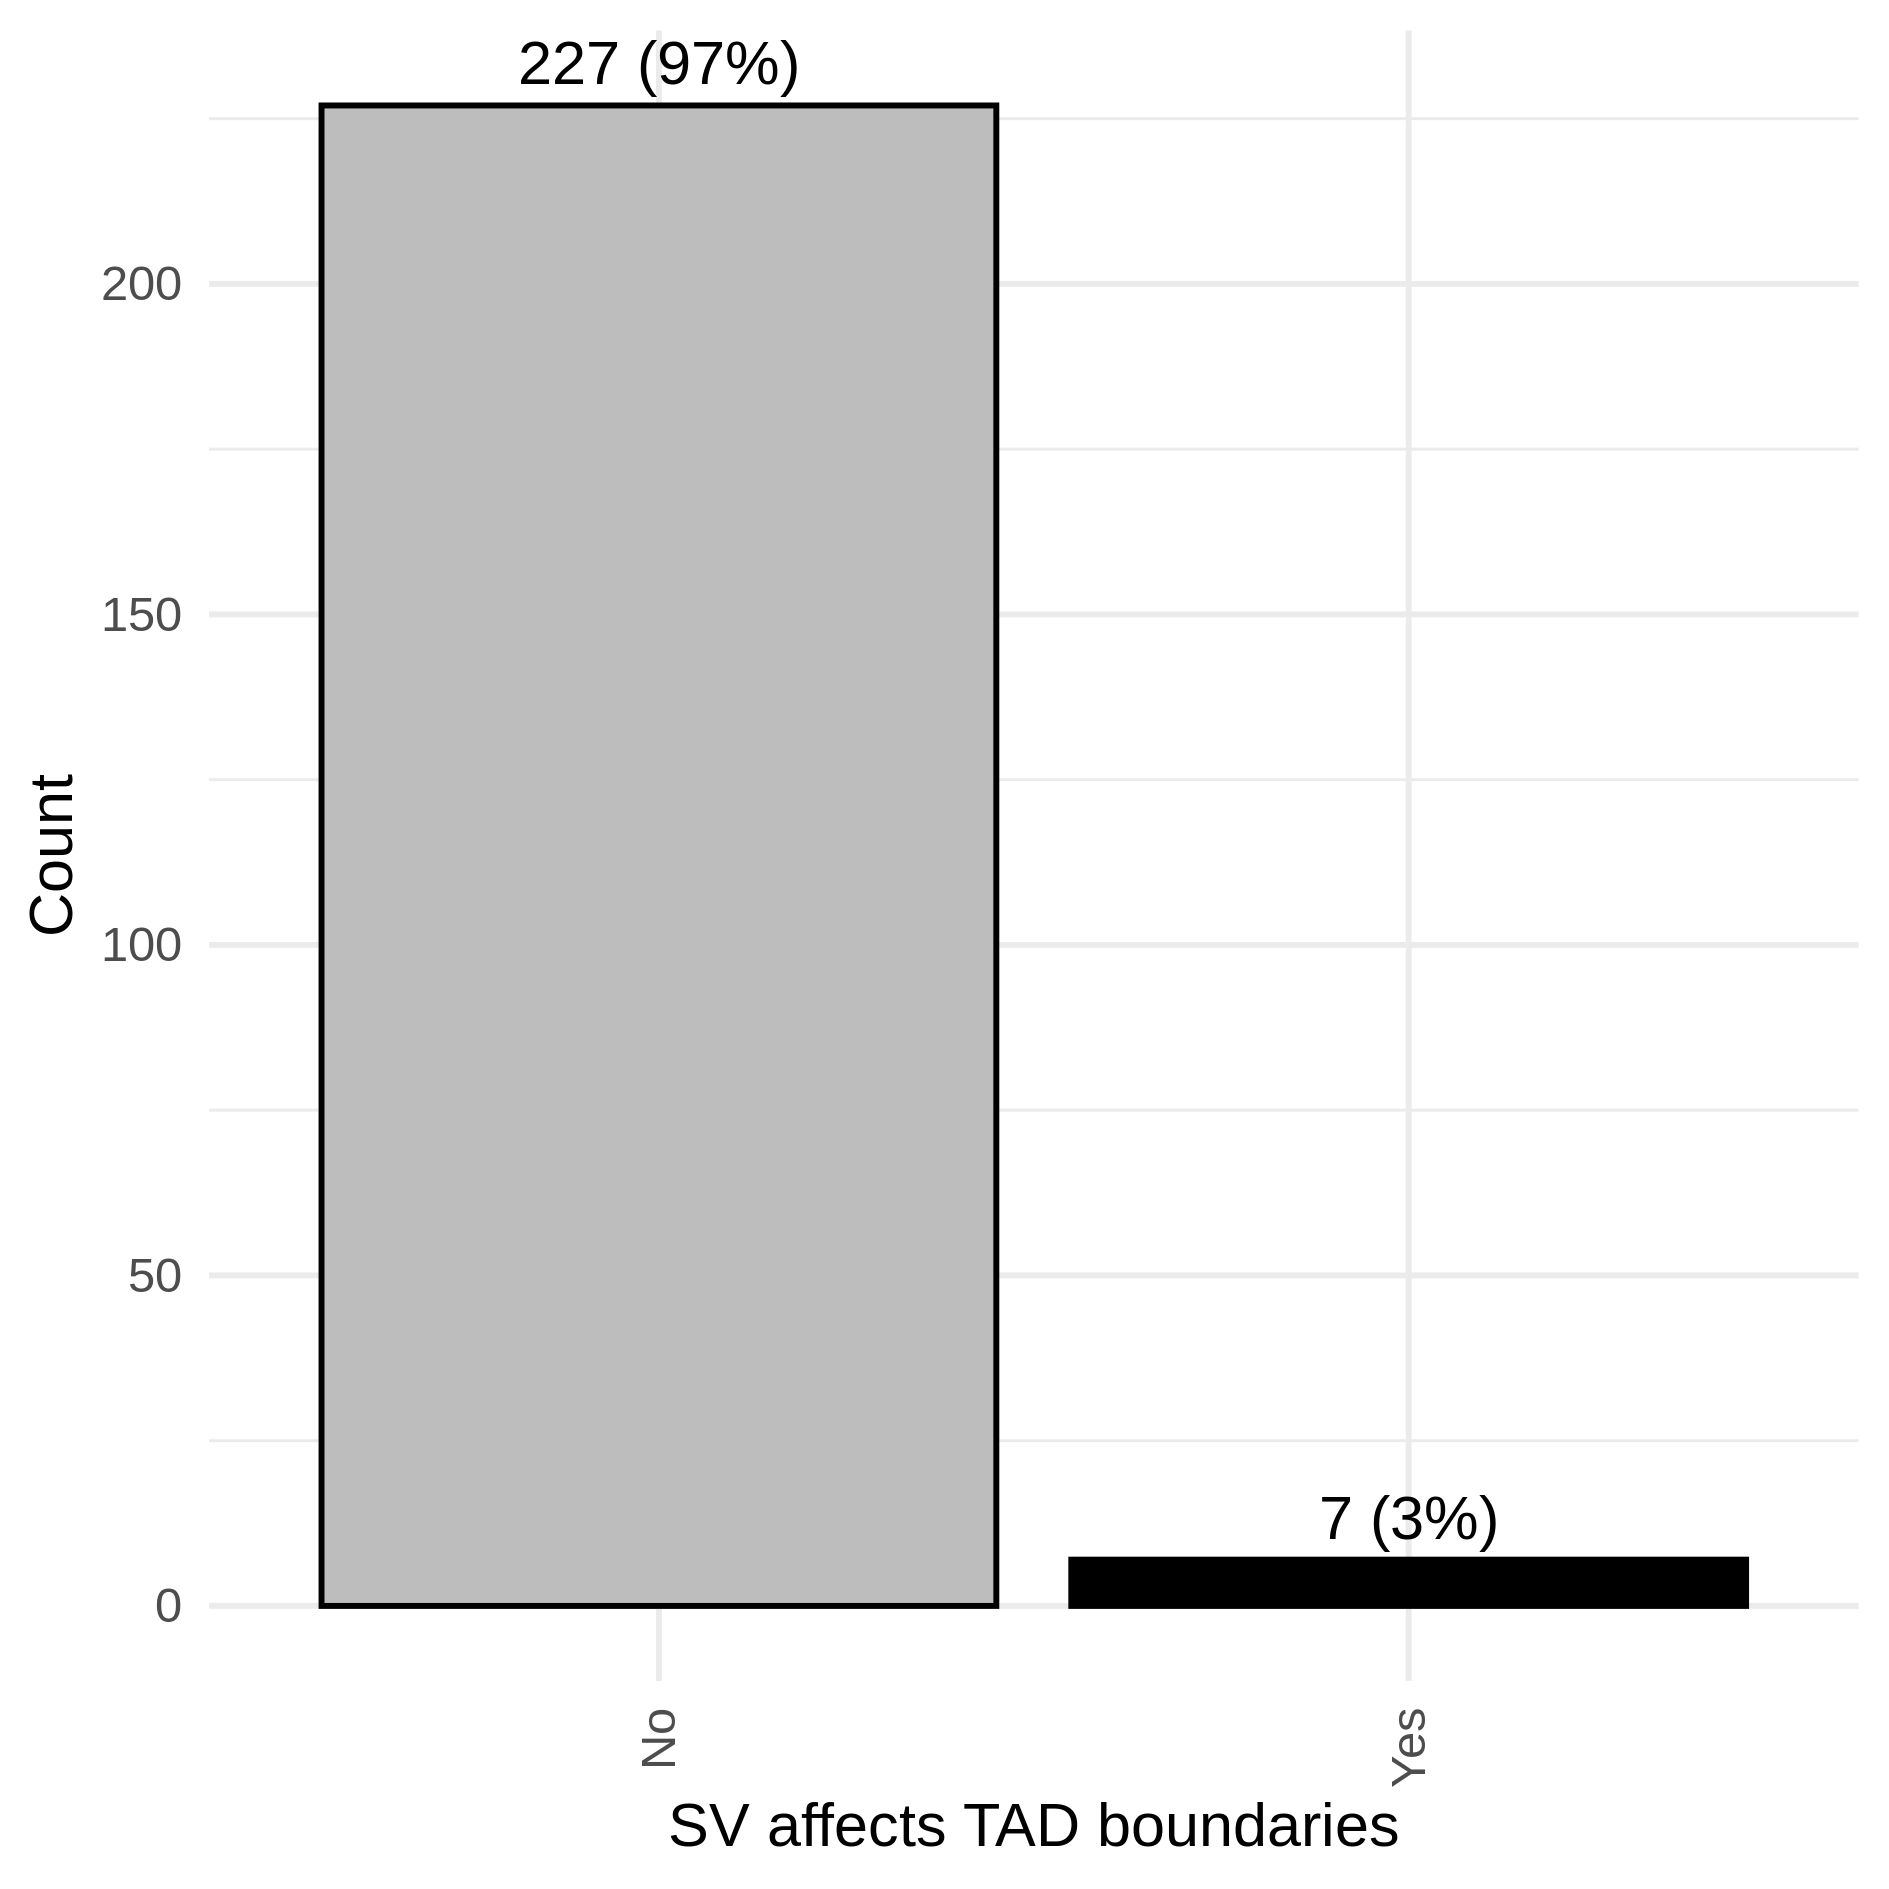 227 (97%)
200
150
100
50
0
Count
7 (3%)
No
Yes
SV affects TAD boundaries